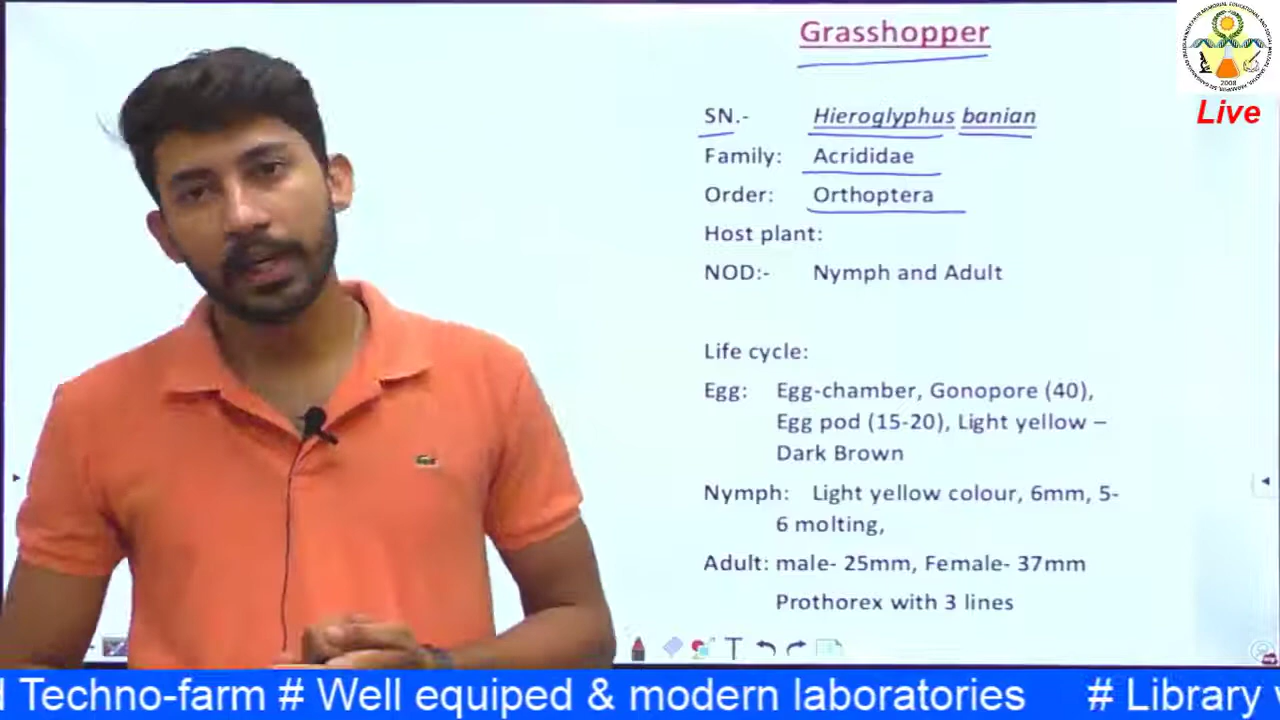 Grasshopper
SN.- Hieroglyphus banian
Family: Acrididae
Order: Orthoptera
Host plant:
NOD:- Nymph and Adult
Life cycle:
Egg: Egg-chamber, Gonopore (40),
Egg pod (15-20), Light yellow –
Dark Brown
Nymph: Light yellow colour, 6mm, 5-
6 molting,
Adult: male- 25mm, Female- 37mm
Prothorex with 3 lines
2008
Live
Techno-farm # Well equiped & modern laboratories # Library